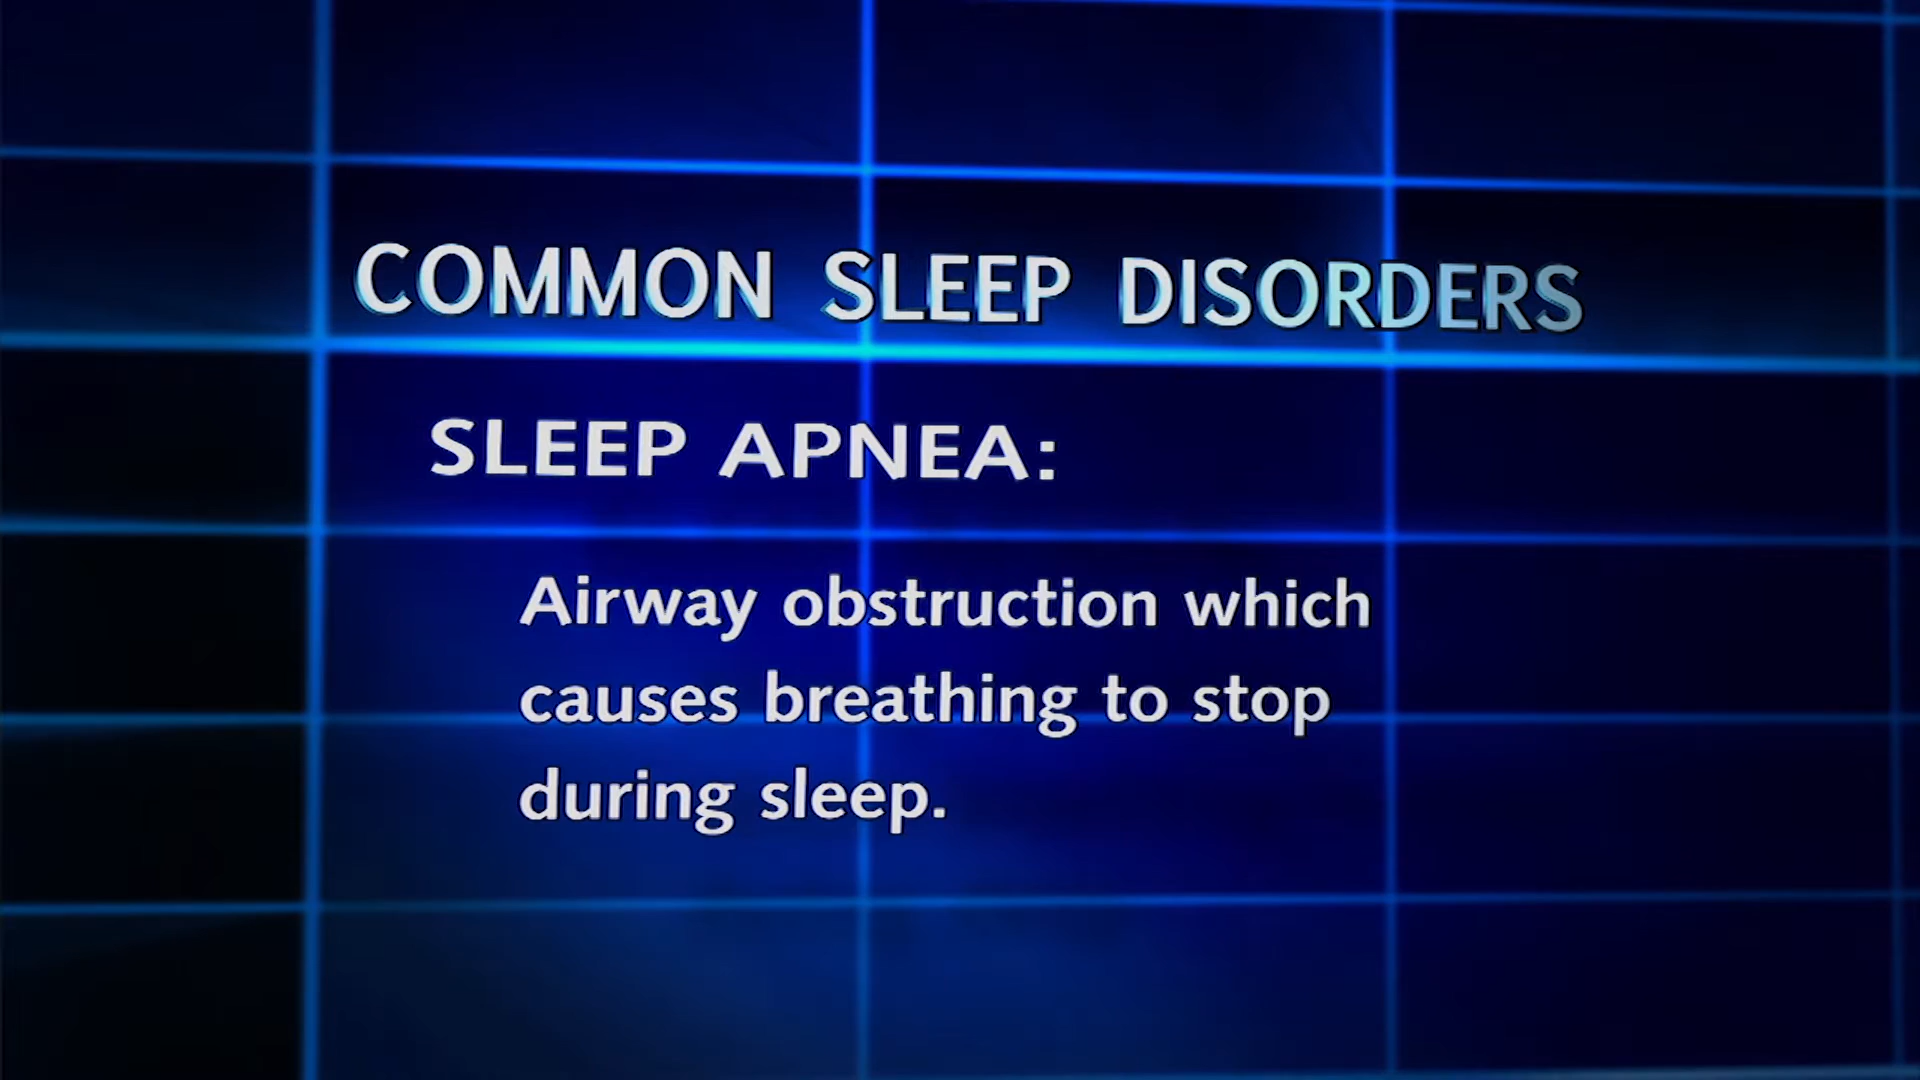 COMMON SLEEP DISORDERS
SLEEP APNEA:
Airway obstruction which
causes breathing to stop
during sleep.